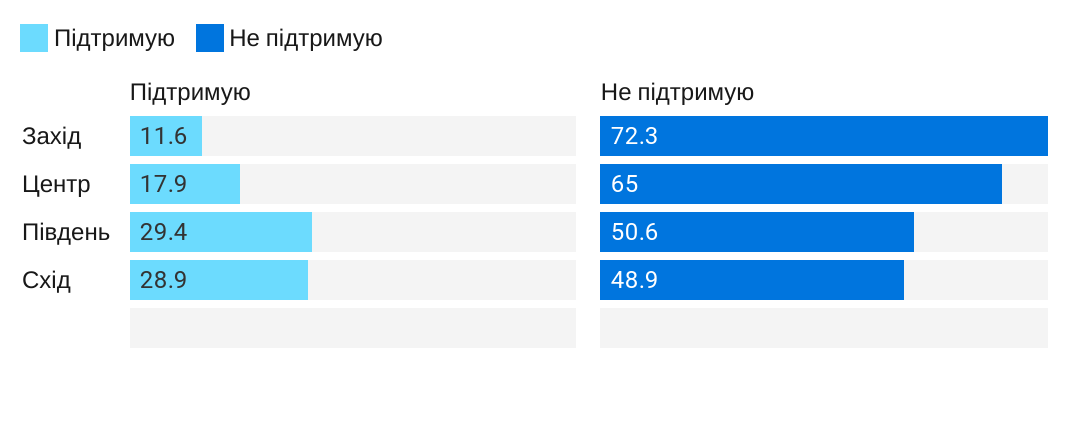 Підтримую Не підтримую
Підтримую Не підтримую
Захід 11.6 72.3
Центр 17.9 65
Південь 29.4 50.6
Схід 28.9 48.9